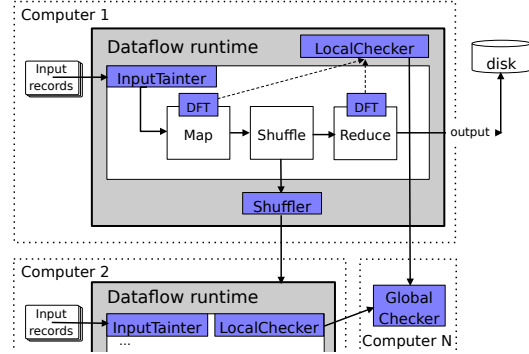 Computer 1
Dataflow runtime
LocalChecker
Input
records
InputTainter
disk
DFT
DFT
Map
Shuffle
Reduce
output
Shuffler
Computer 2
Dataflow runtime
Global
Checker
Input
records
InputTainter
LocalChecker
Computer N
...